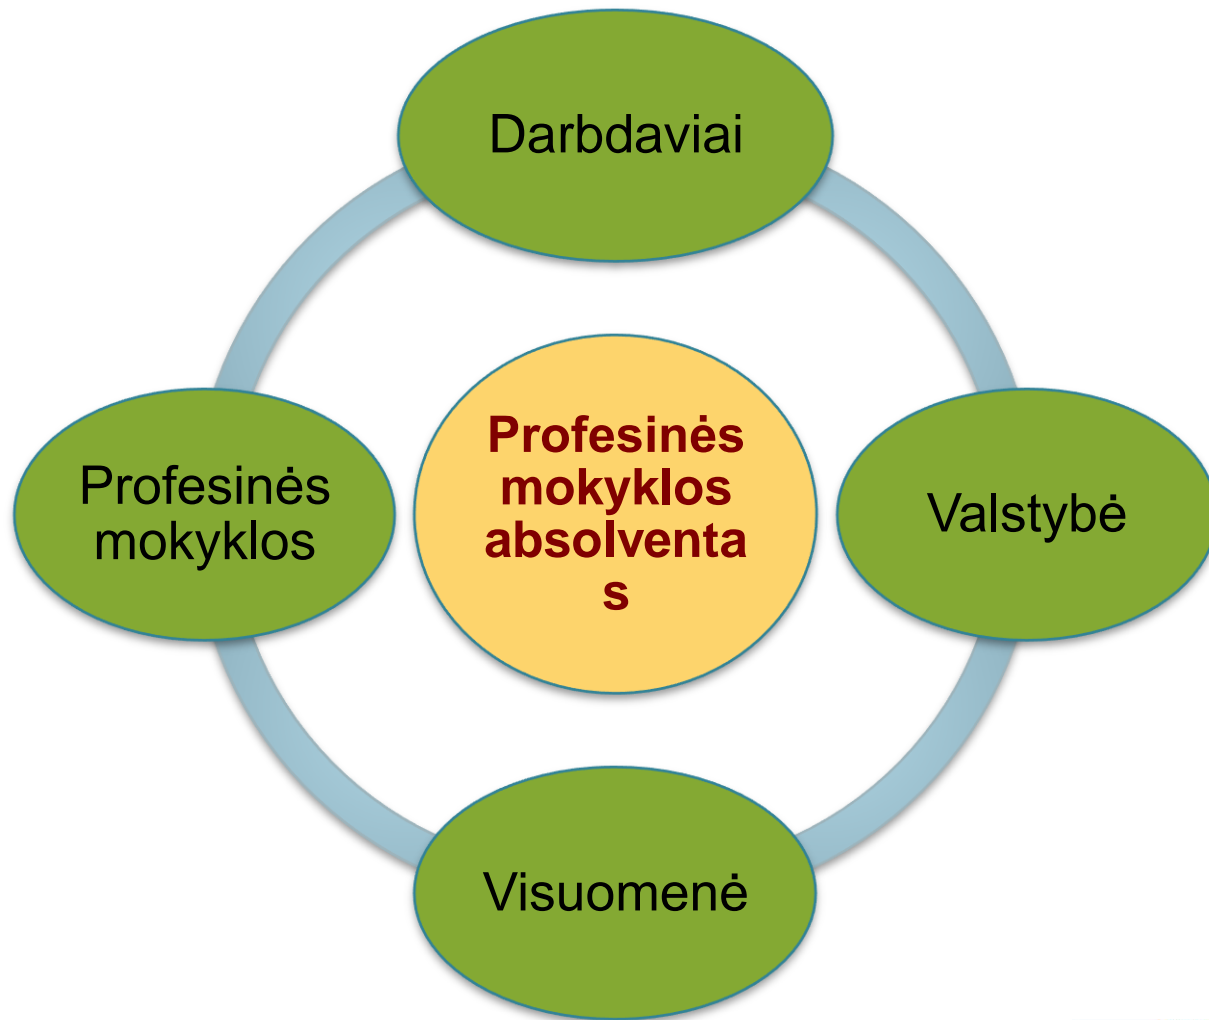 Darbdaviai
Profesinės
mokyklos
Profesinės
mokyklos
absolventa
s
Valstybė
Visuomenė